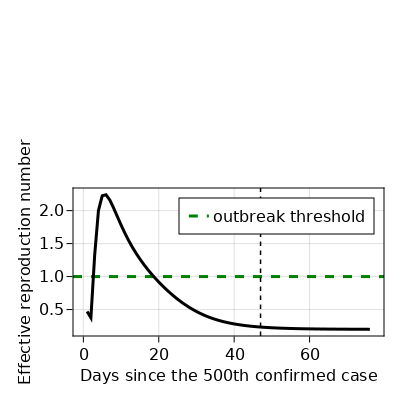 Effective reproduction number
2.0
1.5
1.0
0.5
outbreak threshold
0 20 40 60
Days since the 500th confirmed case